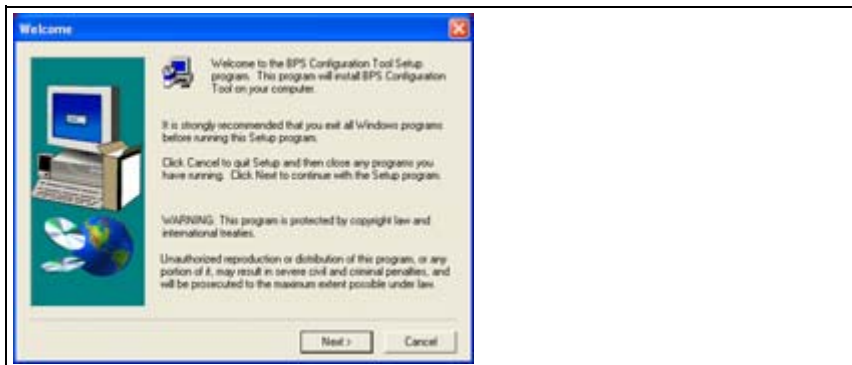 Welcome
Welcome to the BPS Configuration Tool Setup
program. This program will install BPS Configuration
Tool on your computer.
It is strongly recommended that you exit all Windows programs
before running this Setup program.
Click Cancel to quit Setup and then close any programs you
have running. Click Next to continue with the Setup program.
WARNING: This program is protected by copyright law and
international treaties.
Unauthorized reproduction or distribution of this program, or any
portion of it, may result in severe civil and criminal penalties, and
will be prosecuted to the maximum extent possible under law.
Next >
Cancel